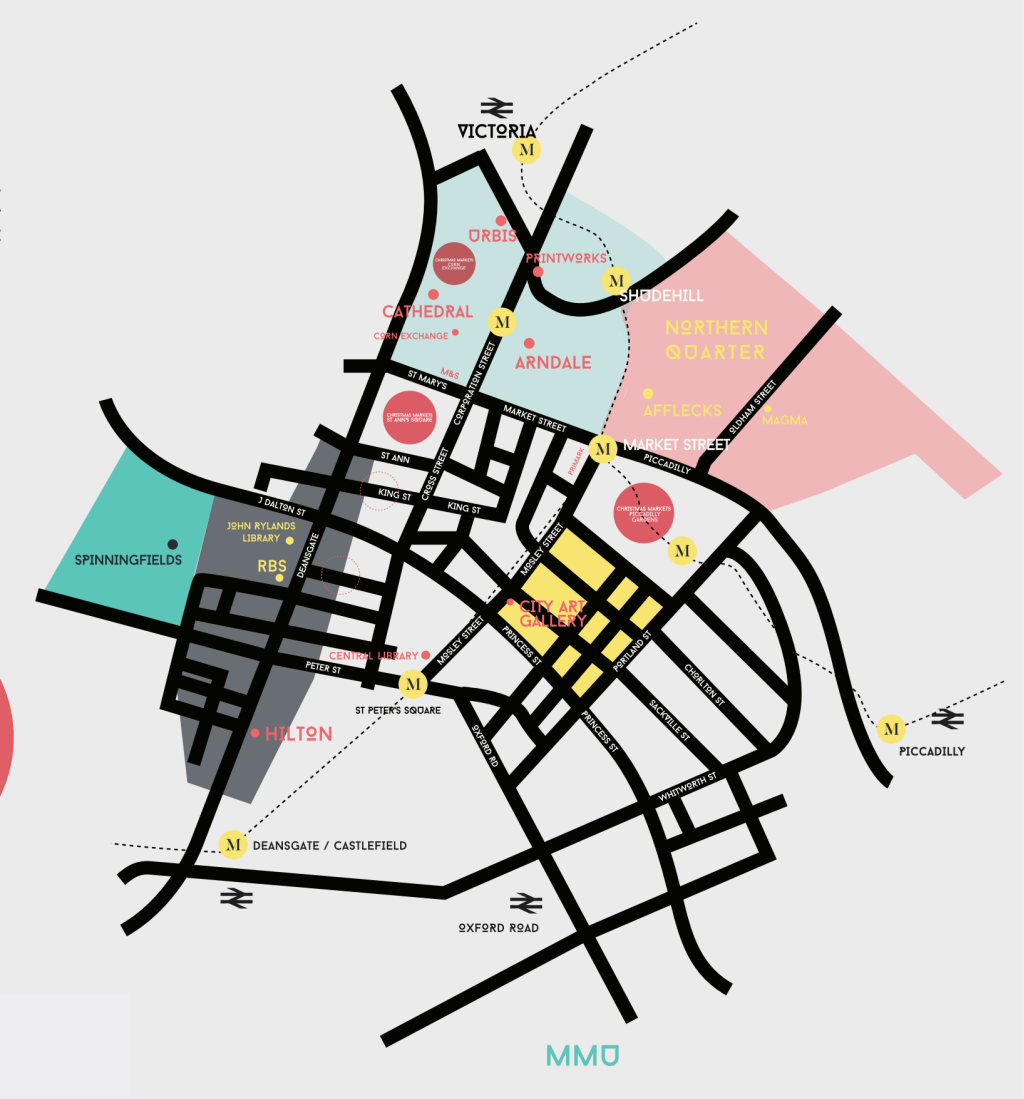 VICTORIA
M
URBIS
PRINTWORKS
CHRISTMAS MARKETS
CORN
EXCHANGE
M
SHUDEHILL
CATHEDRAL
M
CORN EXCHANGE
NORTHERN
QUARTER
ARNDALE
M&S
ST MARY'S
CORPORATION STREET
CHRISTMAS MARKETS
ST ANN'S SQUARE
MARKET STREET
AFFLECKS
OLDHAM STREET
MAGMA
M
MARKET STREET
PRIMARK
PICCADILLY
ST ANN
CROSS STREET
KING ST
KING ST
J DALTON ST
CHRISTMAS MARKETS
PICCADILLY
GARDENS
JOHN RYLANDS
LIBRARY
DEANSGATE
MOSLEY STREET
M
SPINNINGFIELDS
RBS
CITY ART
GALLERY
MOSLEY STREET
PRINCESS ST
PORTLAND ST
CENTRAL LIBRARY
PETER ST
M
ST PETER'S SQUARE
CHORLTON ST
SACKVILLE ST
PRINCESS ST
OXFORD RD
HILTON
M
PICCADILLY
WHITWORTH ST
M
DEANSGATE / CASTLEFIELD
OXFORD ROAD
MMU